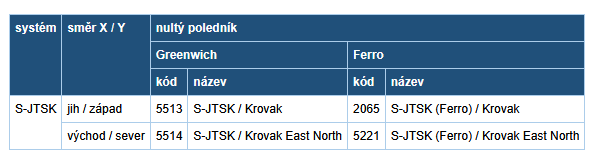 systém směr X / Y nultý poledník
Greenwich Ferro
kód název kód název
S-JTSK jih / západ 5513 S-JTSK / Krovak 2065 S-JTSK (Ferro) / Krovak
východ / sever 5514 S-JTSK / Krovak East North 5221 S-JTSK (Ferro) / Krovak East North